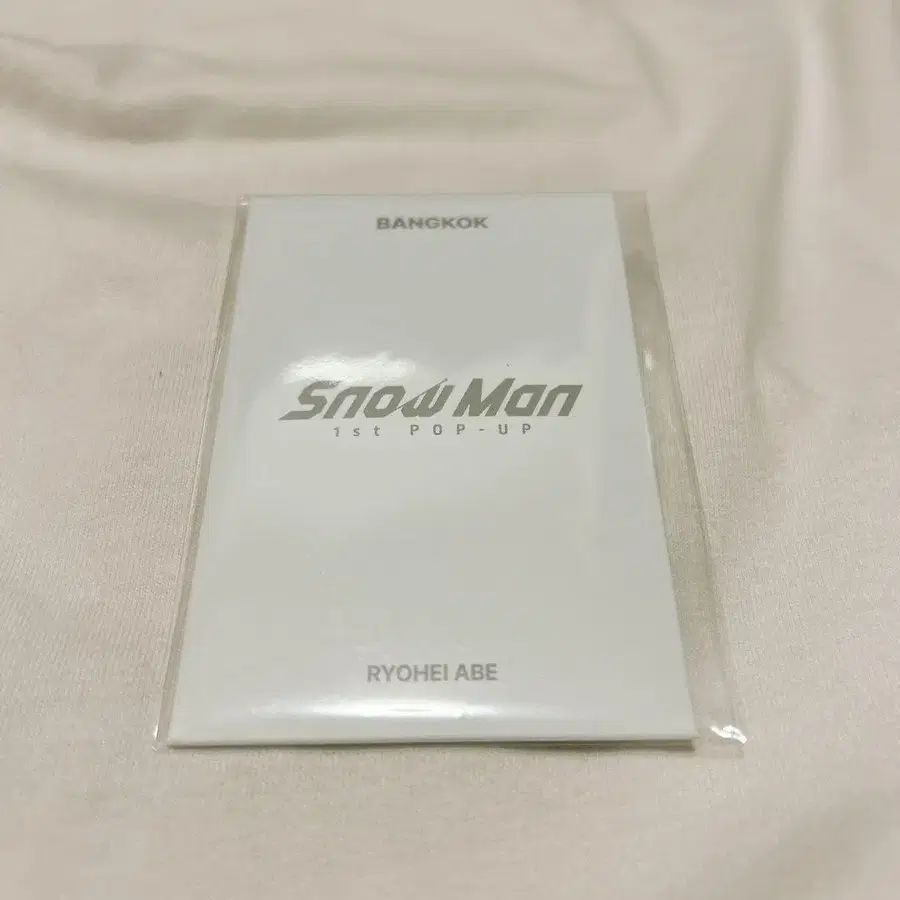 BANGKOK
Snow Man
1st POP-UP
RYOHEI ABE